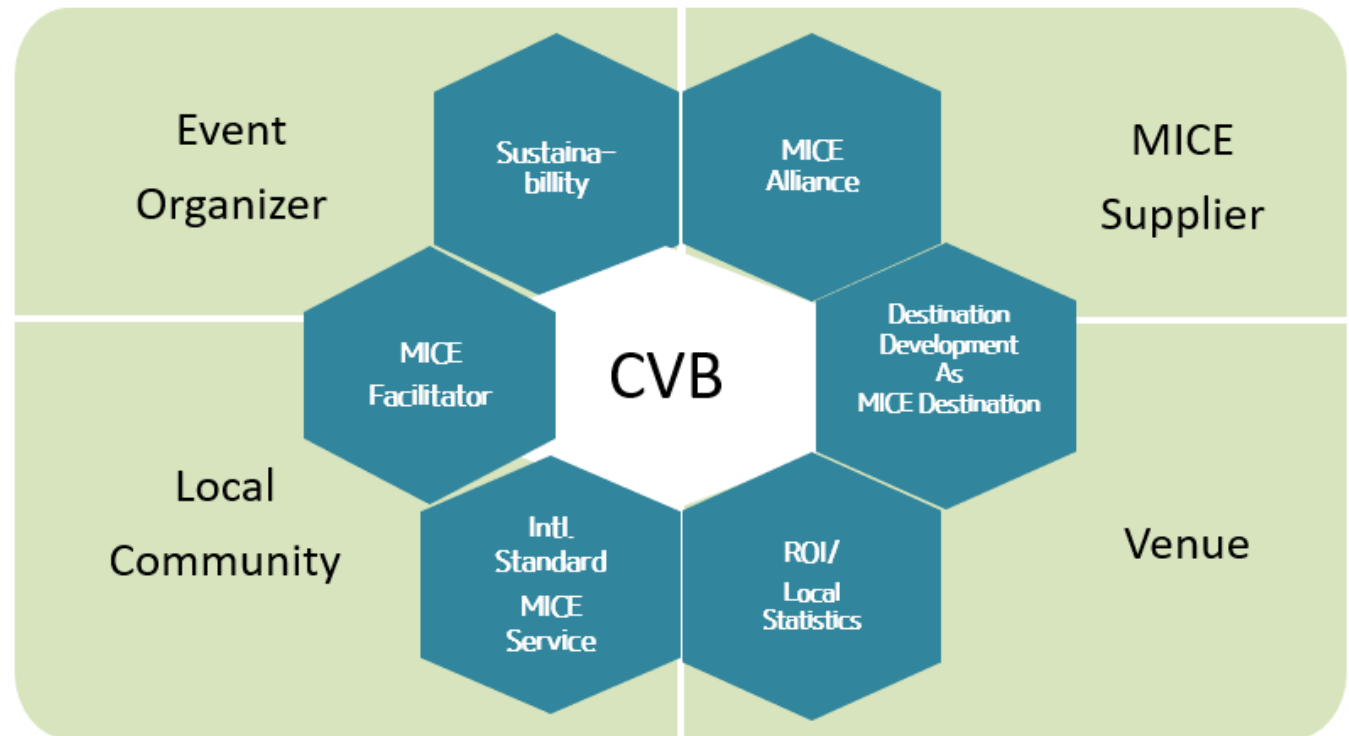 Event
Organizer
Sustaina–
billity
MICE
Alliance
MICE
Supplier
MICE
Facilitator
CVB
Destination
Development
As
MICE Destination
Local
Community
Intl.
Standard
MICE
Service
ROI/
Local
Statistics
Venue